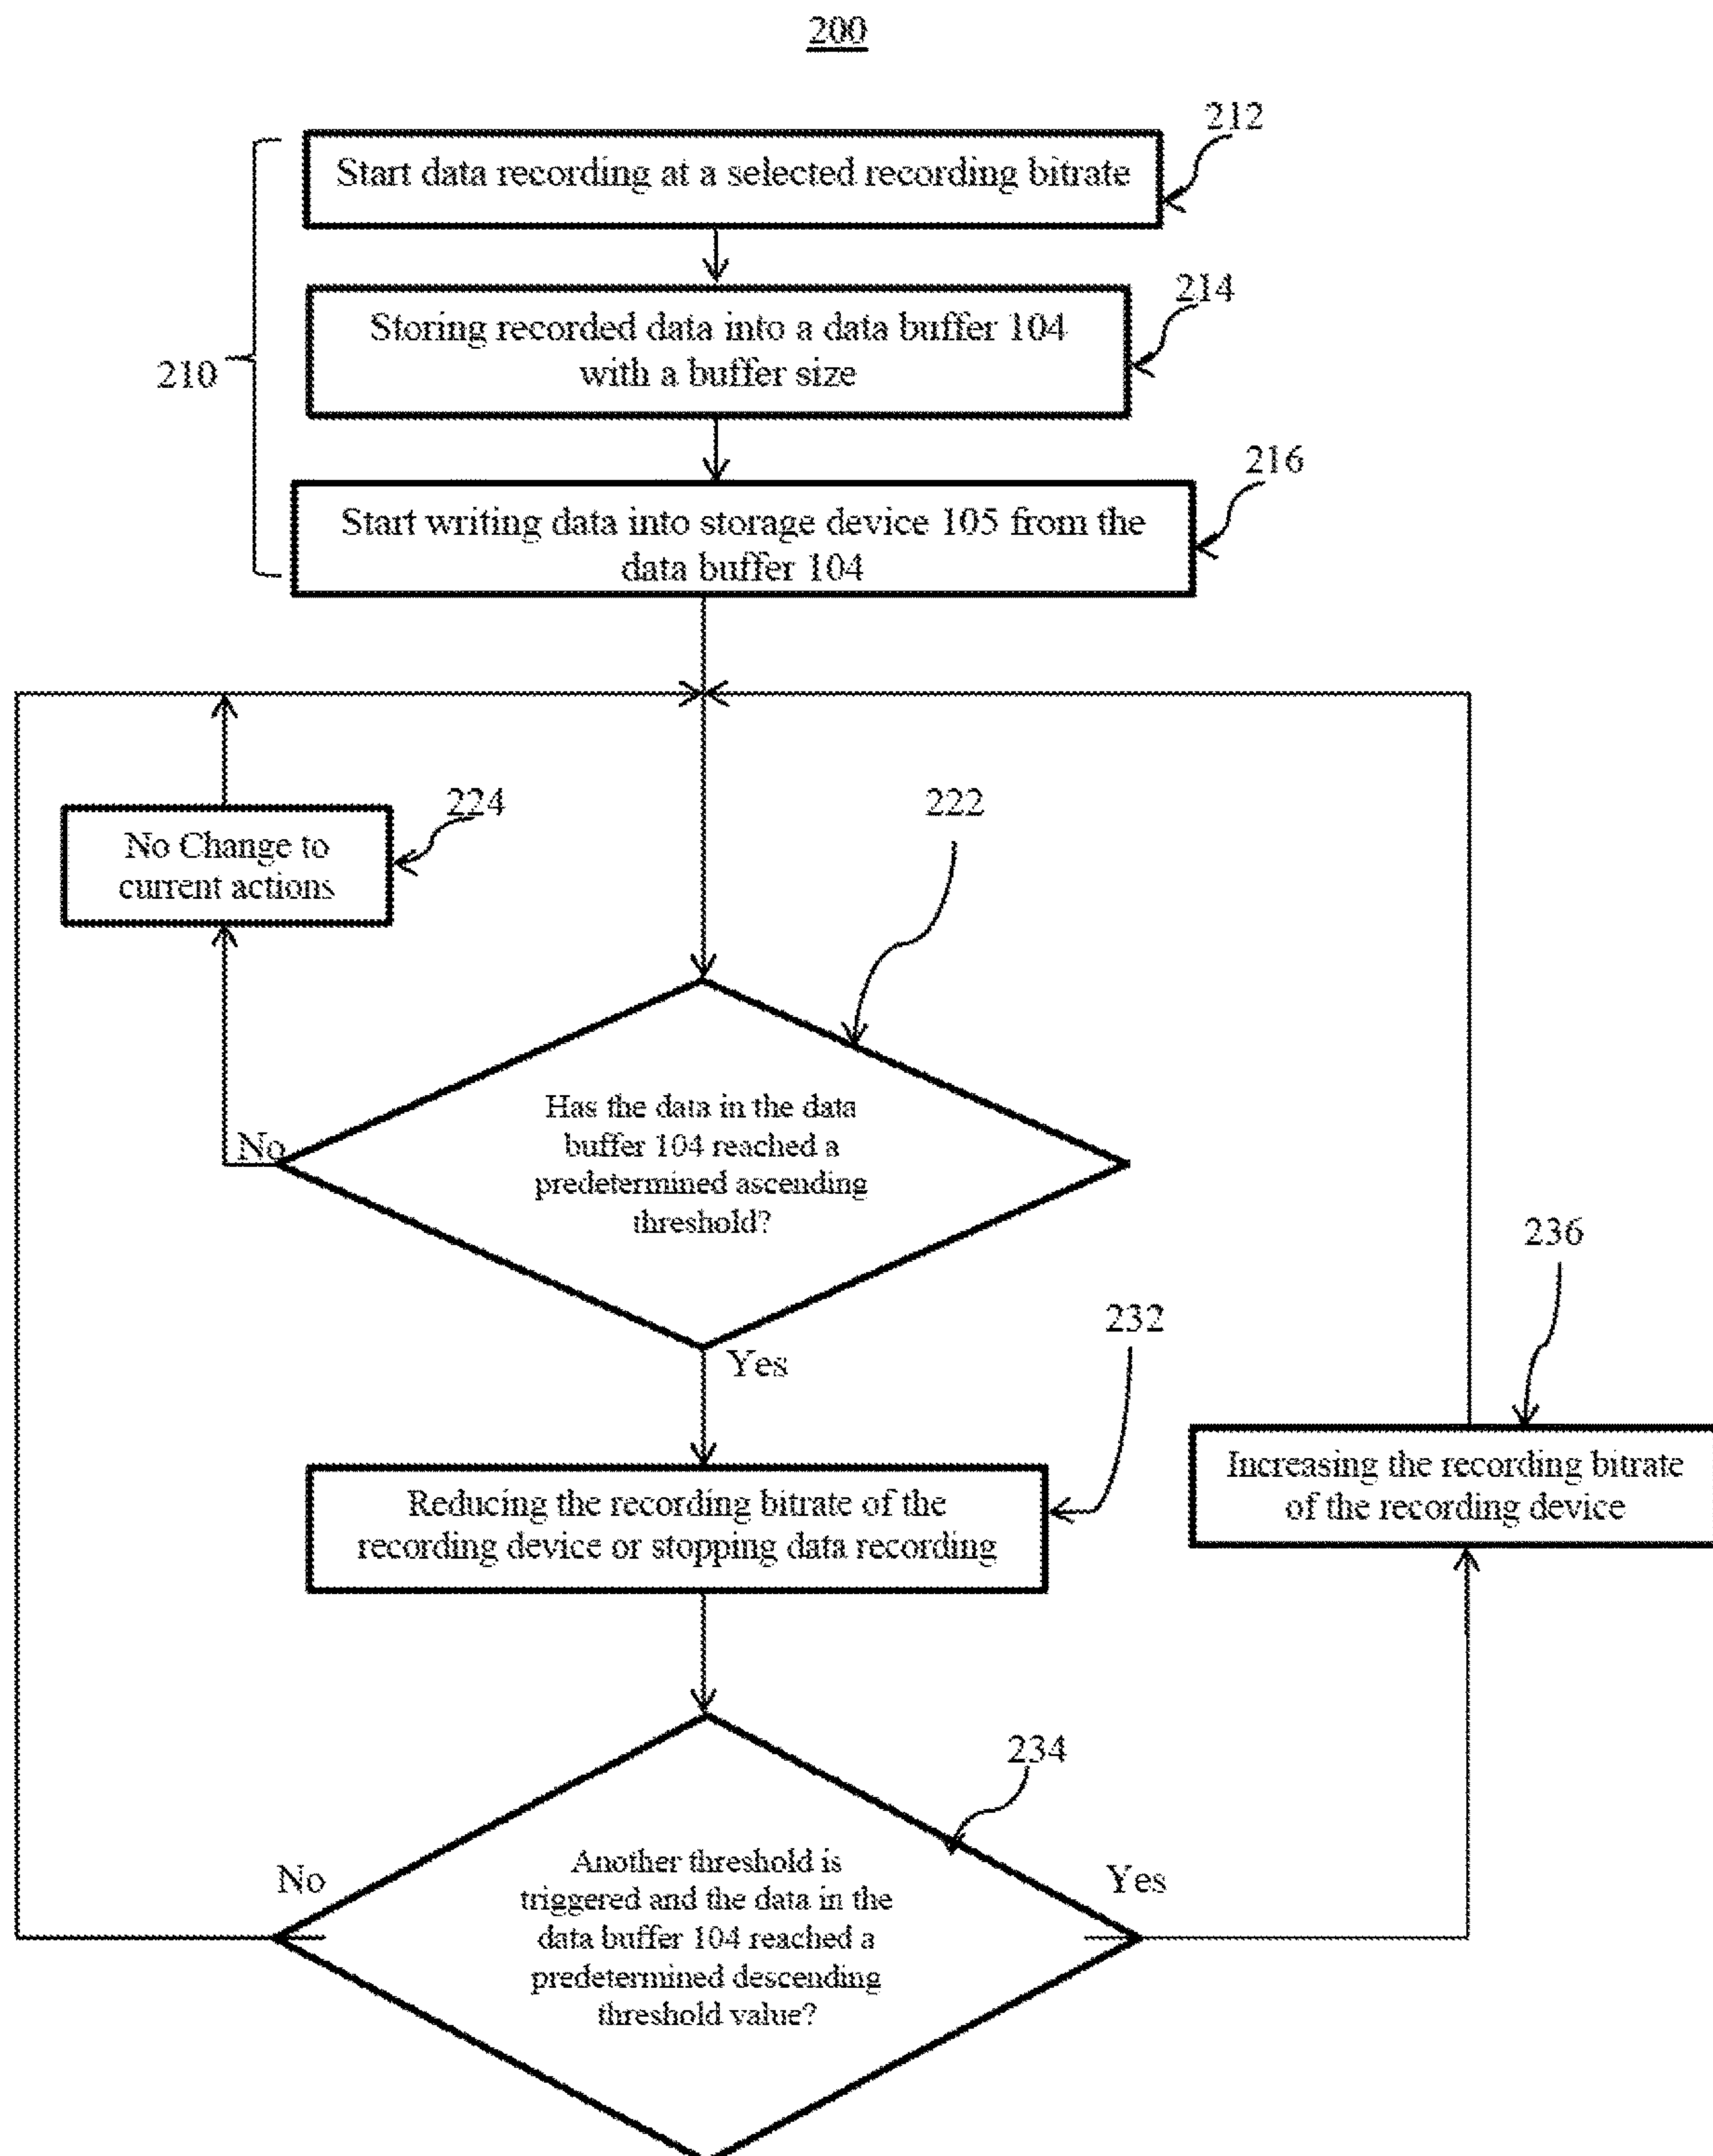 200
212
Start data recording at a selected recording bitrate
214
Storing recorded data into a data buffer 104
with a buffer size
210
216
Start writing data into storage device 105 from the
data buffer 104
224
222
No Change to
current actions
Has the data in the data
buffer 104 reached a
predetermined ascending
threshold?
No
236
232
Yes
Increasing the recording bitrate
of the recording device
Reducing the recording bitrate of the
recording device or stopping data recording
234
Another threshold is
triggered and the data in the
data buffer 104 reached a
predetermined descending
threshold value?
No
Yes